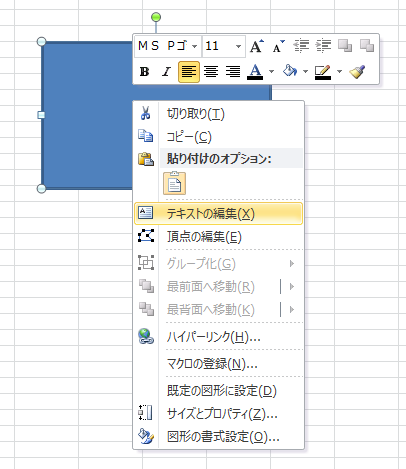 ＭＳ Ｐゴ 11 A A
B I A
切り取り(T)
コピー(C)
貼り付けのオプション:
テキストの編集(X)
頂点の編集(E)
グループ化(G)
最前面へ移動(R)
最背面へ移動(K)
ハイパーリンク(H)...
マクロの登録(N)...
既定の図形に設定(D)
サイズとプロパティ(Z)...
図形の書式設定(O)...